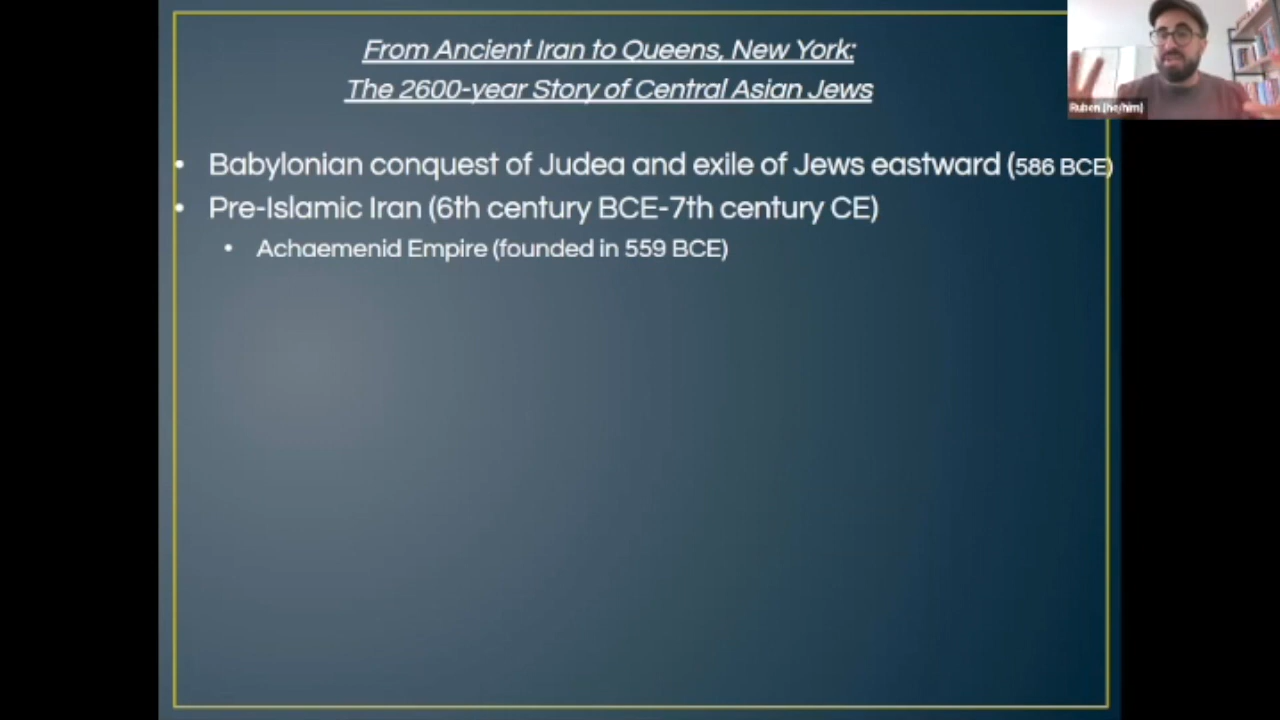 From Ancient Iran to Queens, New York:
The 2600-year Story of Central Asian Jews
• Babylonian conquest of Judea and exile of Jews eastward (586 BCE)
• Pre-Islamic Iran (6th century BCE-7th century CE)
• Achaemenid Empire (founded in 559 BCE)
Ruben (he/him)